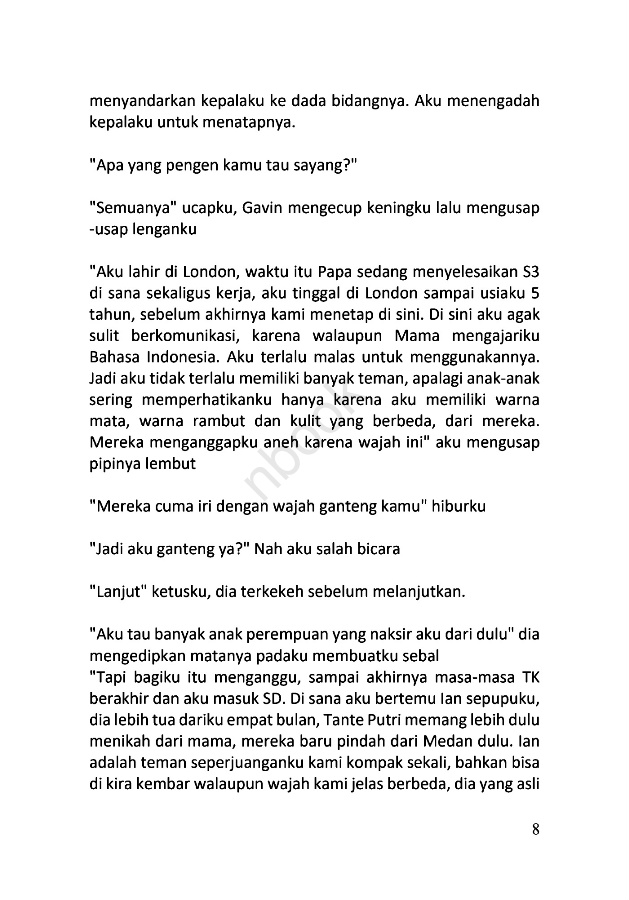 menyandarkan kepalaku ke dada bidangnya. Aku menengadah
kepalaku untuk menatapnya.
"Apa yang pengen kamu tau sayang?"
"Semuanya" ucapku, Gavin mengecup keningku lalu mengusap
-usap lenganku
"Aku lahir di London, waktu itu Papa sedang menyelesaikan S3
di sana sekaligus kerja, aku tinggal di London sampai usiaku 5
tahun, sebelum akhirnya kami menetap di sini. Di sini aku agak
sulit berkomunikasi, karena walaupun Mama mengajariku
Bahasa Indonesia. Aku terlalu malas untuk menggunakannya.
Jadi aku tidak terlalu memiliki banyak teman, apalagi anak-anak
sering memperhatikanku hanya karena aku memiliki warna
mata, warna rambut dan kulit yang berbeda, dari mereka.
Mereka menganggapku aneh karena wajah ini" aku mengusap
pipinya lembut
"Mereka cuma iri dengan wajah ganteng kamu" hiburku
"Jadi aku ganteng ya?" Nah aku salah bicara
"Lanjut" ketusku, dia terkekeh sebelum melanjutkan.
"Aku tau banyak anak perempuan yang naksir aku dari dulu" dia
mengedipkan matanya padaku membuatku sebal
"Tapi bagiku itu menganggu, sampai akhirnya masa-masa TK
berakhir dan aku masuk SD. Di sana aku bertemu Ian sepupuku,
dia lebih tua dariku empat bulan, Tante Putri memang lebih dulu
menikah dari mama, mereka baru pindah dari Medan dulu. Ian
adalah teman seperjuanganku kami kompak sekali, bahkan bisa
di kira kembar walaupun wajah kami jelas berbeda, dia yang asli
nbook
8